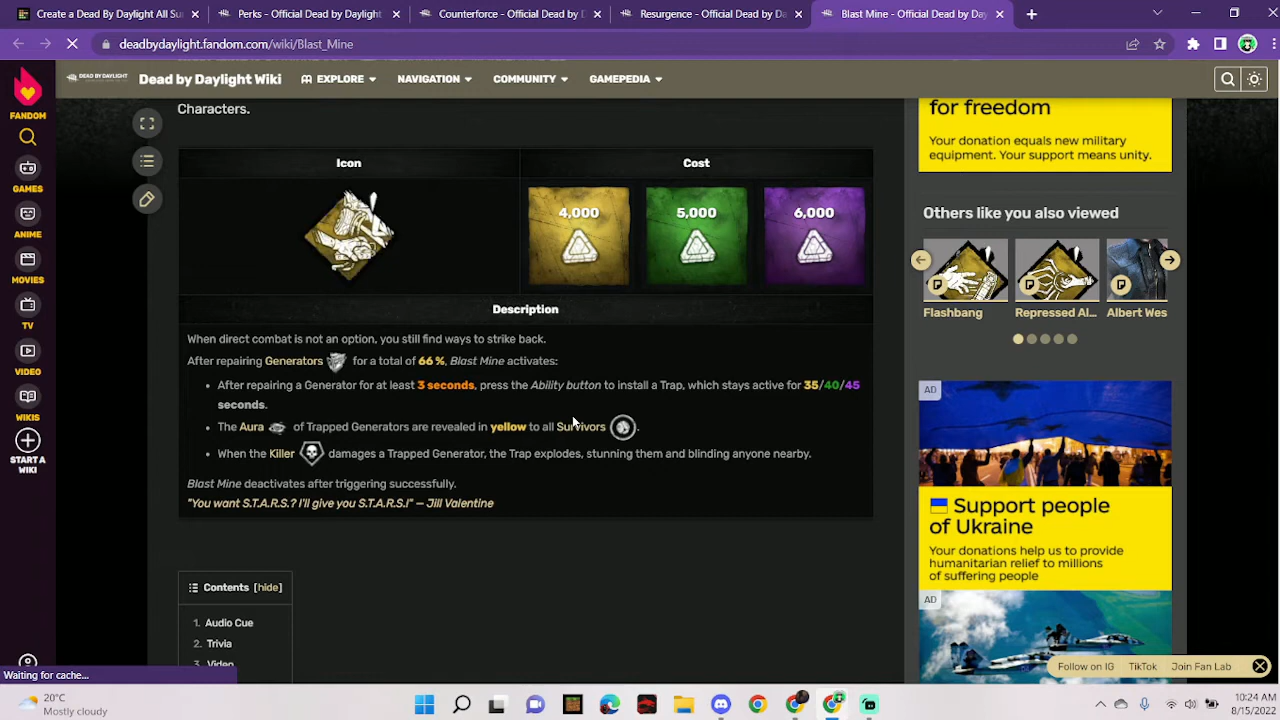 Create Your All Su
Counterforce - Official Dead by D
Resurgence - Official Dead by Da
Blast Mine - Official Dead by Day
deadbydaylight.fandom.com/wiki/Blast_Mine
DEAD BY DAYLIGHT
Dead by Daylight Wiki
EXPLORE
NAVIGATION
COMMUNITY
GAMEPEDIA
FANDOM
GAMES
ANIME
MOVIES
TV
VIDEO
WIKIS
START A
WIKI
Characters.
Icon
Cost
4,000
5,000
6,000
Description
When direct combat is not an option, you still find ways to strike back.
After repairing Generators for a total of 66 %, Blast Mine activates:
After repairing a Generator for at least 3 seconds, press the Ability button to install a Trap, which stays active for 35/40/45
seconds.
The Aura of Trapped Generators are revealed in yellow to all Survivors.
When the Killer damages a Trapped Generator, the Trap explodes, stunning them and blinding anyone nearby.
Blast Mine deactivates after triggering successfully.
"You want S.T.A.R.S.? I'll give you S.T.A.R.S.!" — Jill Valentine
Contents [hide]
1. Audio Cue
2. Trivia
3. Video
for freedom
Your donation equals new military
equipment. Your support means unity.
Others like you also viewed
Flashbang
Repressed Al...
Albert Wes
AD
Support people
of Ukraine
Your donations help us to provide
humanitarian relief to millions
of suffering people
AD
Follow on IG
TikTok
Join Fan Lab
Waiting for cache...
20°C
Mostly cloudy
10:24 AM
8/15/2022